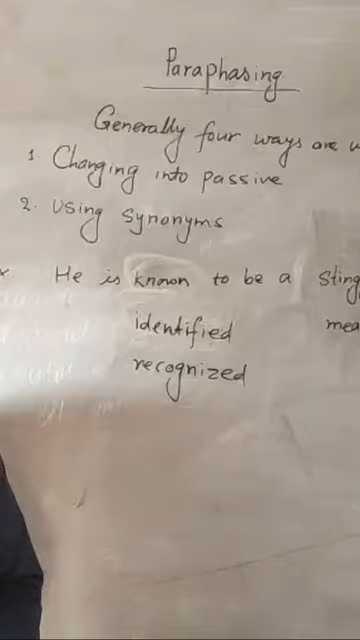 Paraphasing
Generally four ways are
1. Changing into passive
2. Using Synonyms
He is known to be a
identified
recognized